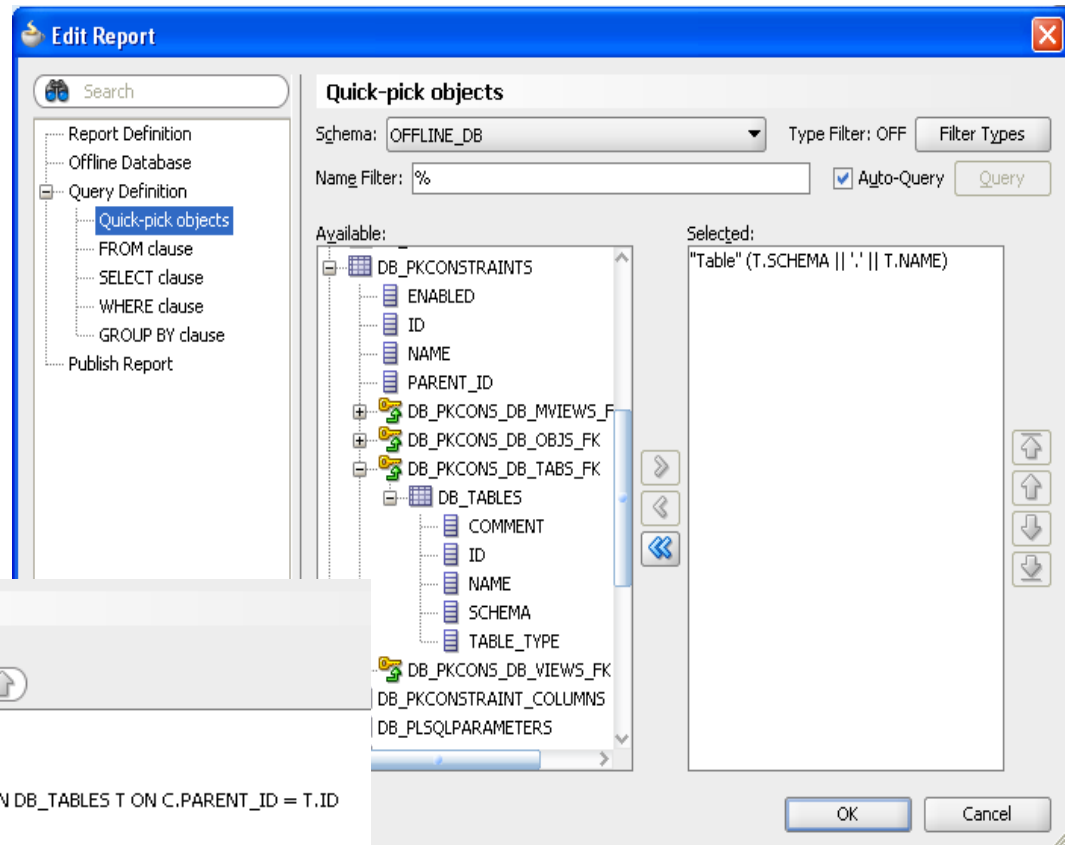 Edit Report
Search
Report Definition
Offline Database
Query Definition
Quick-pick objects
FROM clause
SELECT clause
WHERE clause
GROUP BY clause
Publish Report
Quick-pick objects
Schema: OFFLINE_DB
Type Filter: OFF
Filter Types
Name Filter: %
Auto-Query
Query
Available:
DB_PKCONSTRAINTS
ENABLED
ID
NAME
PARENT_ID
DB_PKCONS_DB_MVIEWS_F
DB_PKCONS_DB_OBJS_FK
DB_PKCONS_DB_TABS_FK
DB_TABLES
COMMENT
ID
NAME
SCHEMA
TABLE_TYPE
DB_PKCONS_DB_VIEWS_FK
DB_PKCONSTRAINT_COLUMNS
DB_PLSQLPARAMETERS
Selected:
"Table" (T.SCHEMA || '.' || T.NAME)
N DB_TABLES T ON C.PARENT_ID = T.ID
OK
Cancel